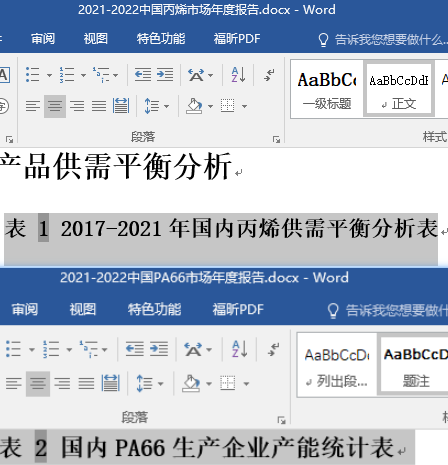 2021-2022中国丙烯市场年度报告.docx - Word
审阅 视图 特色功能 福昕PDF 告诉我您想要做什么...
AaBbCc AaBbCcDdE
一级标题 正文
段落 样式
产品供需平衡分析
表 1 2017-2021 年国内丙烯供需平衡分析表
2021-2022中国PA66市场年度报告.docx - Word
审阅 视图 特色功能 福昕PDF 告诉我您想要做什
AaBbCcDc AaBbCcD
列出段... 题注
段落
表 2 国内 PA66 生产企业产能统计表